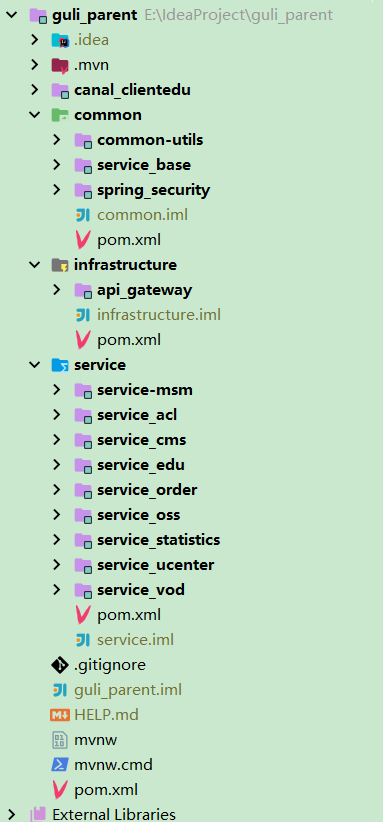 guli_parent E:\IdeaProject\guli_parent
.idea
.mvn
canal_clientedu
common
common-utils
service_base
spring_security
common.iml
pom.xml
infrastructure
api_gateway
infrastructure.iml
pom.xml
service
service-msm
service_acl
service_cms
service_edu
service_order
service_oss
service_statistics
service_ucenter
service_vod
pom.xml
service.iml
.gitignore
guli_parent.iml
HELP.md
mvnw
mvnw.cmd
pom.xml
External Libraries